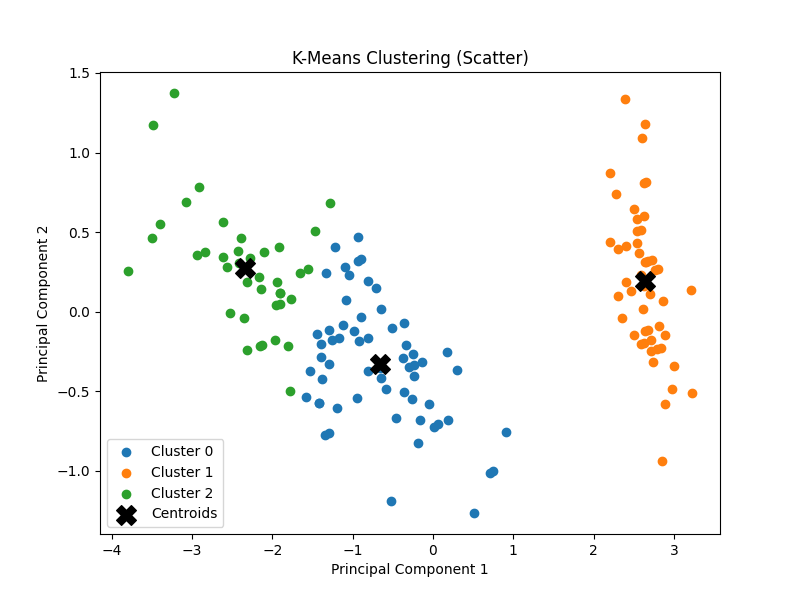 K-Means Clustering (Scatter)
Principal Component 2
1.5
1.0
0.5
0.0
−0.5
−1.0
Cluster 0
Cluster 1
Cluster 2
Centroids
−4
−3
−2
−1
0
1
2
3
Principal Component 1